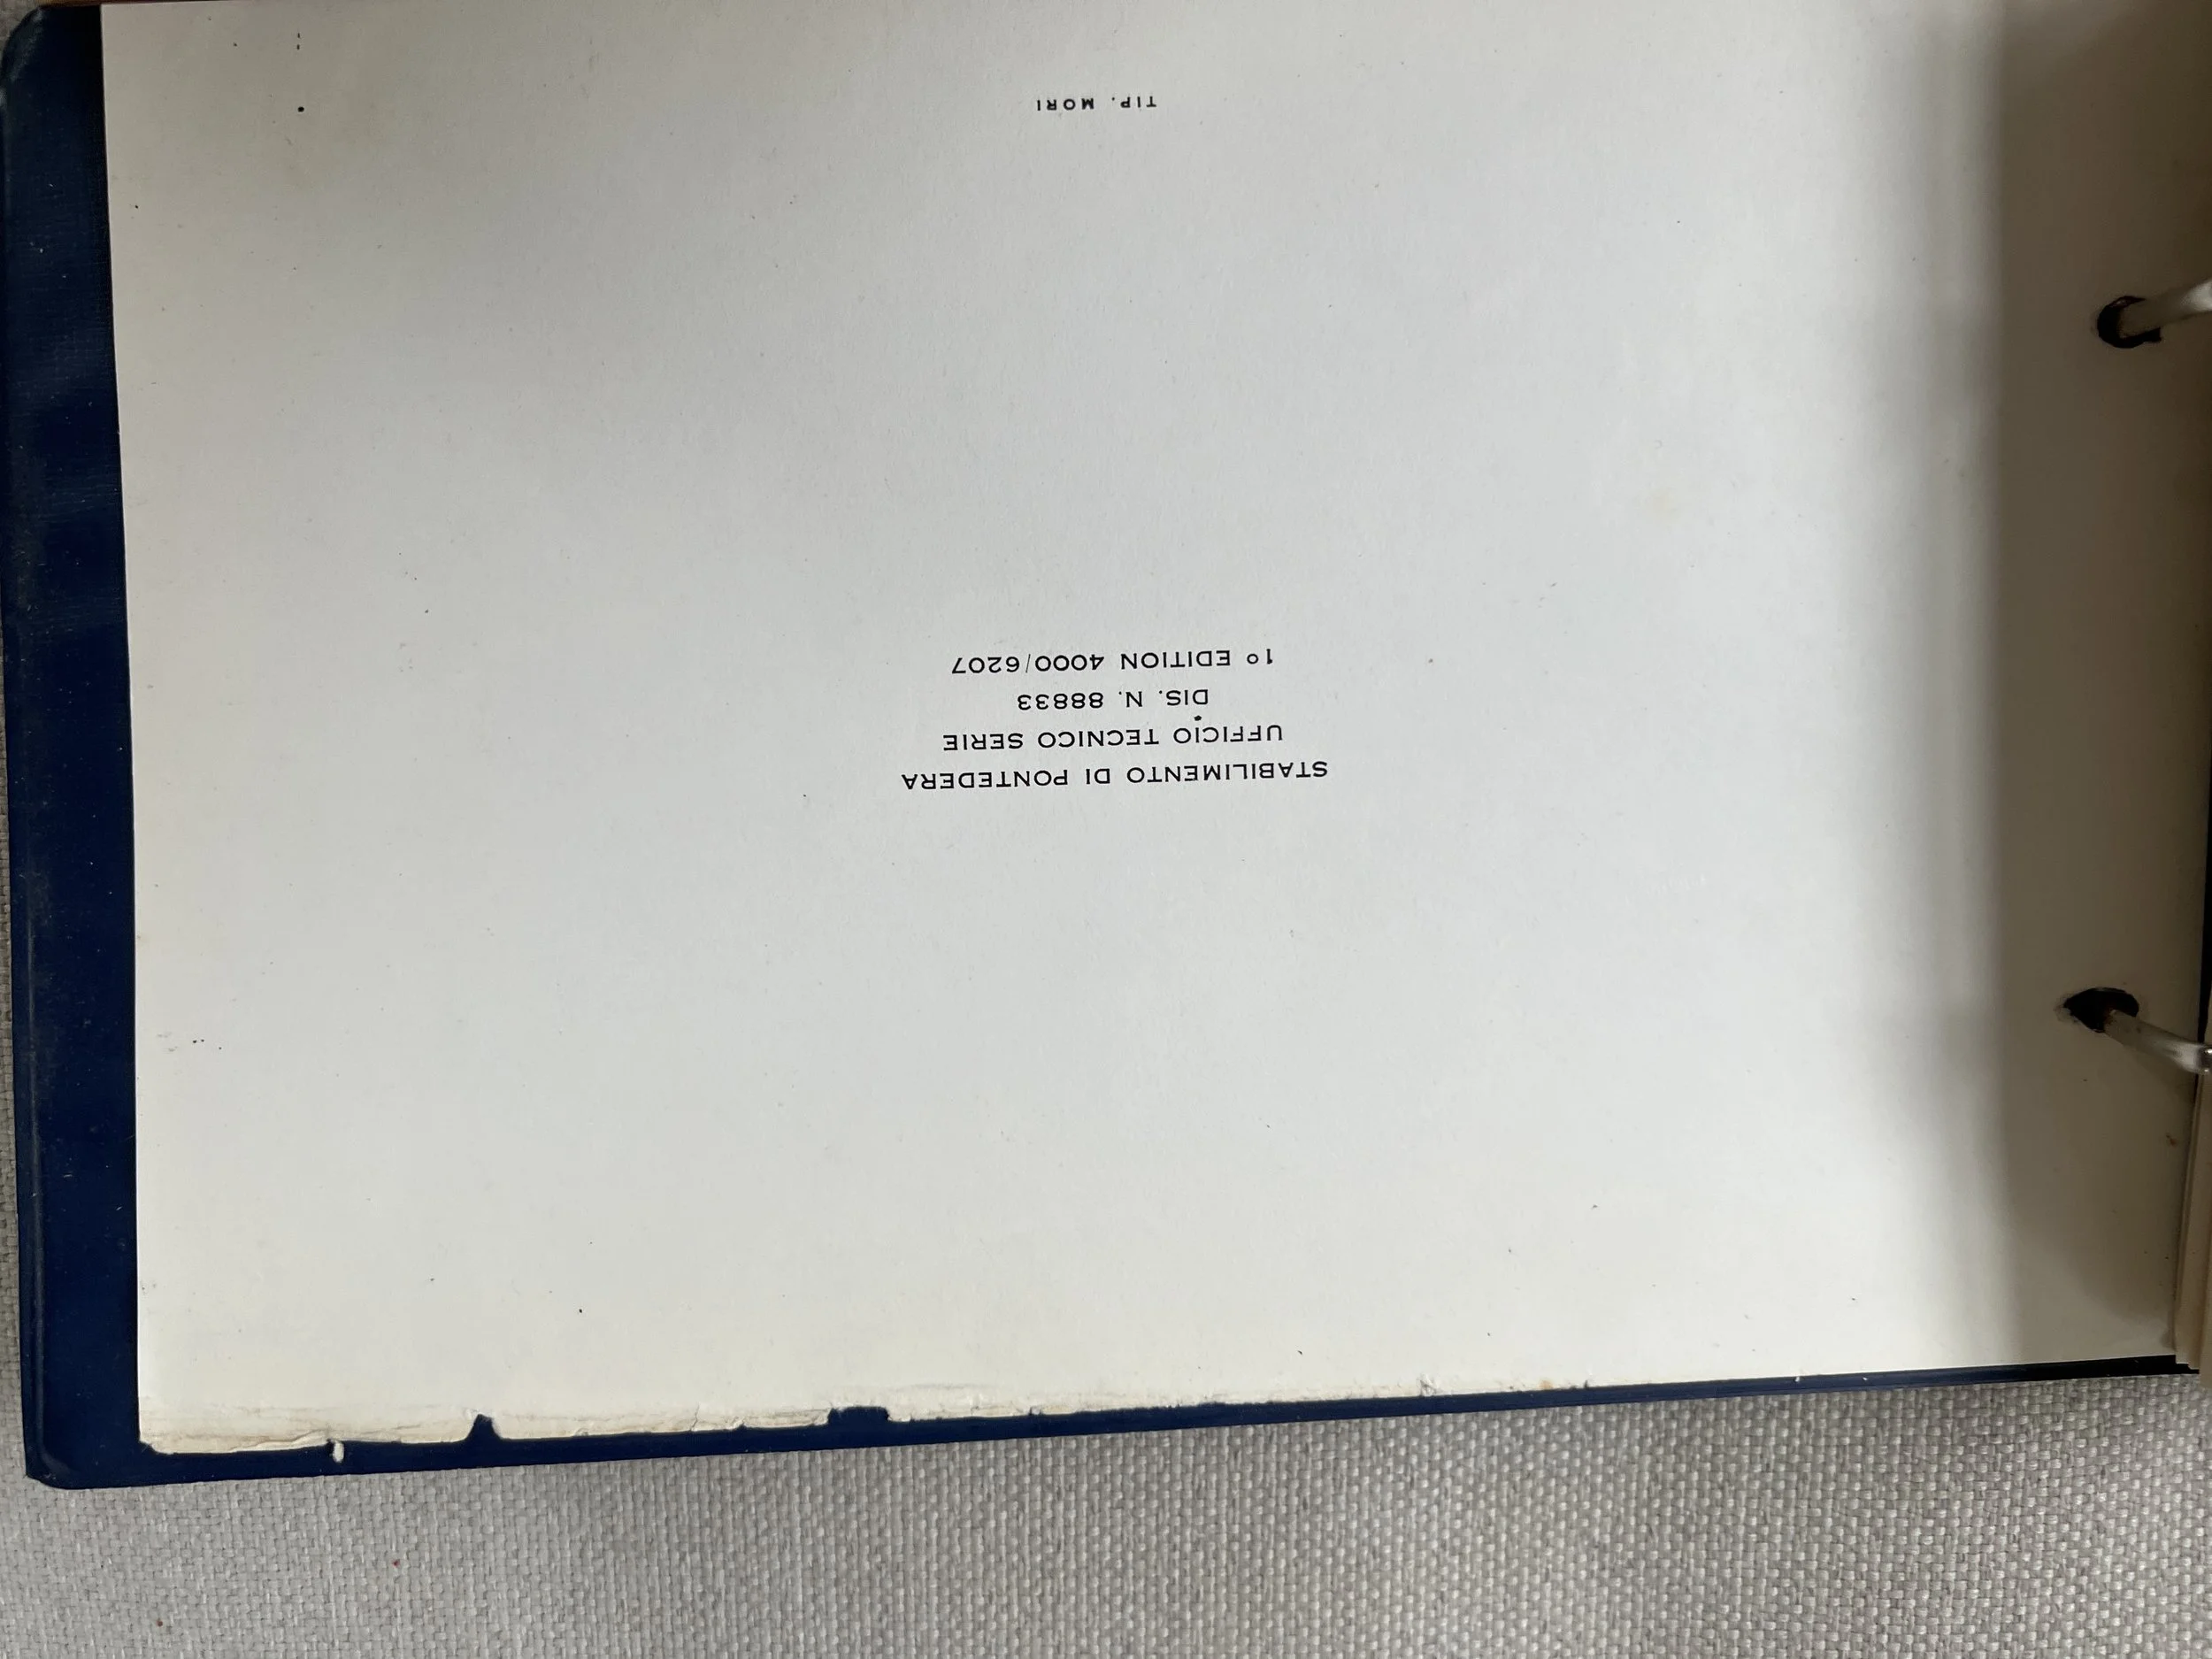 STABILIMENTO DI PONTEDERA
UFFICIO TECNICO SERIE
DIS. N. 88833
1º EDITION 4000/6207
TIP. MORI